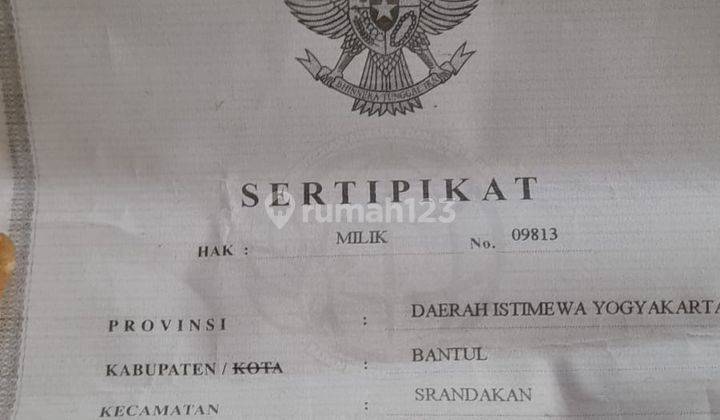 BHINNEKA TUNGGAL IKA
SERTIPIKAT
rumah123
HAK : MILIK No. 09813
PROVINSI : DAERAH ISTIMEWA YOGYAKARTA
KABUPATEN / KOTA : BANTUL
KECAMATAN : SRANDAKAN